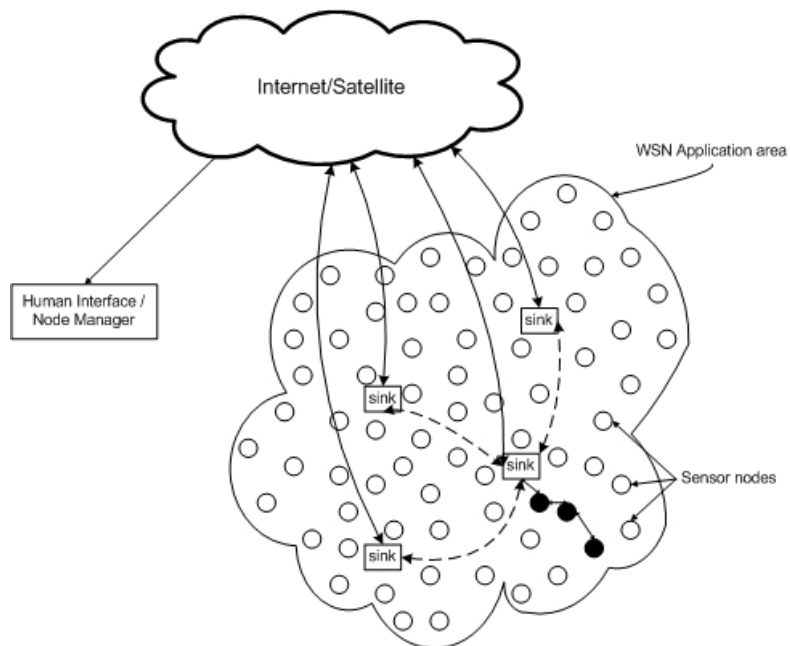 Internet/Satellite
WSN Application area
Human Interface /
Node Manager
sink
sink
sink
Sensor nodes
sink